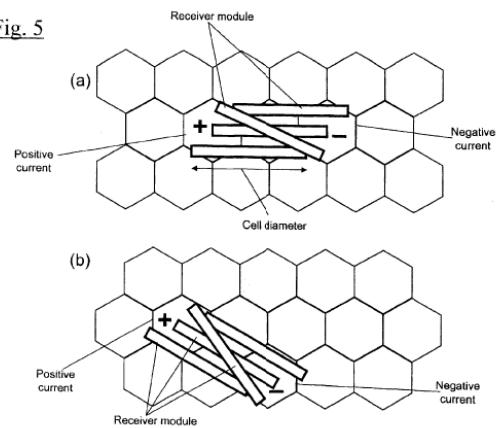 Fig. 5
Receiver module
(a)
+
−
Positive
current
Negative
current
Cell diameter
(b)
+
−
Positive
current
Negative
current
Receiver module